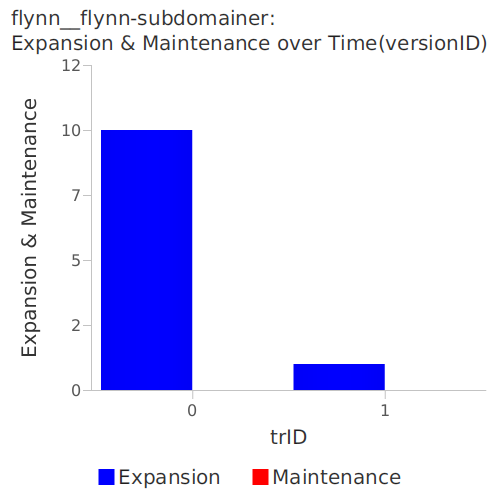 flynn__flynn-subdomainer:
Expansion & Maintenance over Time(versionID)
12
10
7
5
2
0
Expansion & Maintenance
0
1
trID
Expansion
Maintenance